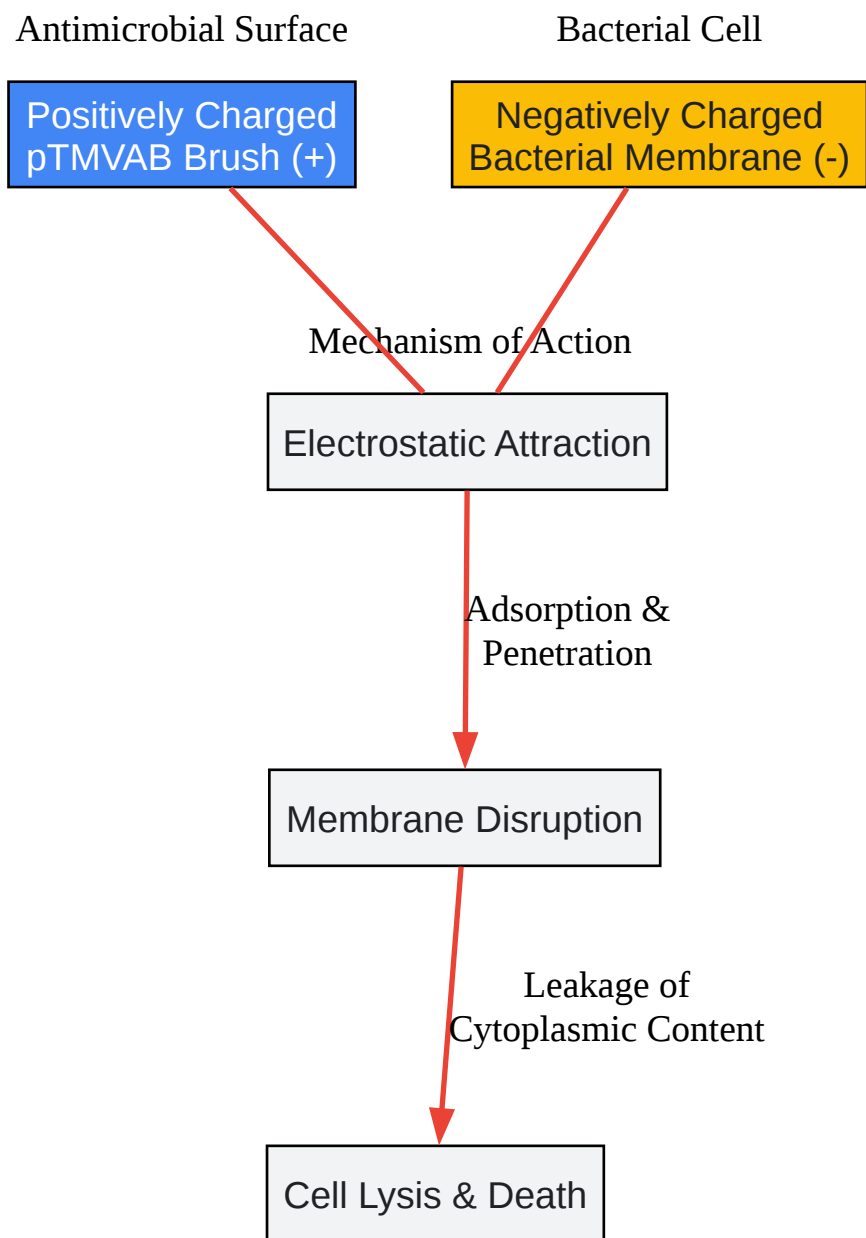 Antimicrobial Surface
Bacterial Cell
Positively Charged
pTMVAB Brush (+)
Negatively Charged
Bacterial Membrane (-)
Mechanism of Action
Electrostatic Attraction
Adsorption &
Penetration
Membrane Disruption
Leakage of
Cytoplasmic Content
Cell Lysis & Death